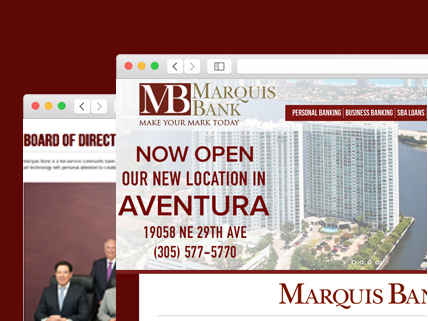 MB MARQUIS
BANK
MAKE YOUR MARK TODAY
PERSONAL BANKING | BUSINESS BANKING | SBA LOANS
NOW OPEN
OUR NEW LOCATION IN
AVENTURA
19058 NE 29TH AVE
(305) 577-5770
MARQUIS BAN
BOARD OF DIRECT
Marquis Bank is a full-service community bank
art technology with personal attention to create